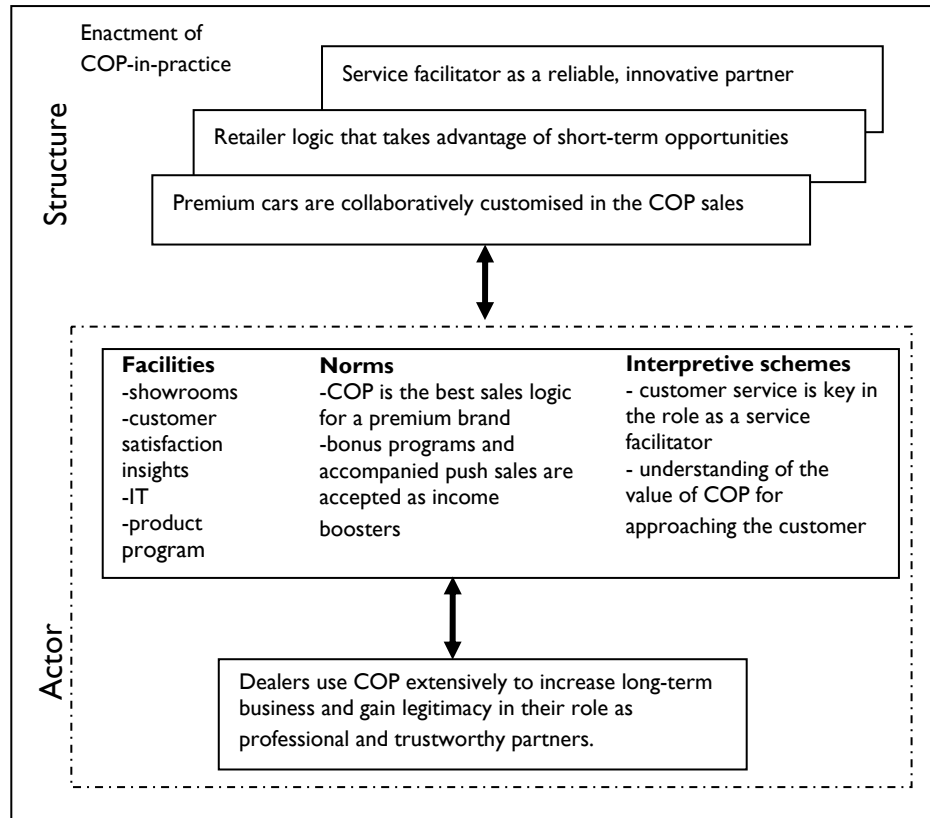 Enactment of
COP-in-practice
Structure
Service facilitator as a reliable, innovative partner
Retailer logic that takes advantage of short-term opportunities
Premium cars are collaboratively customised in the COP sales
Actor
Facilities
-showrooms
-customer
satisfaction
insights
-IT
-product
program
Norms
-COP is the best sales logic
for a premium brand
-bonus programs and
accompanied push sales are
accepted as income
boosters
Interpretive schemes
- customer service is key in
the role as a service
facilitator
- understanding of the
value of COP for
approaching the customer
Dealers use COP extensively to increase long-term
business and gain legitimacy in their role as
professional and trustworthy partners.